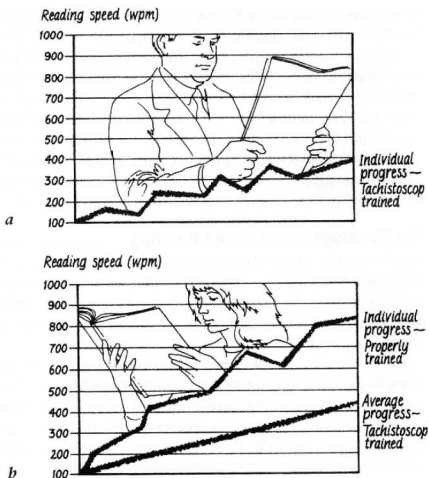 Reading speed (wpm)
1000
900
800
700
600
500
400
300
200
100
Individual
progress~
Tachistoscop
trained
a
Reading speed (wpm)
1000
900
800
700
600
500
400
300
200
100
Individual
progress~
Properly
trained
Average
progress~
Tachistoscop
trained
b